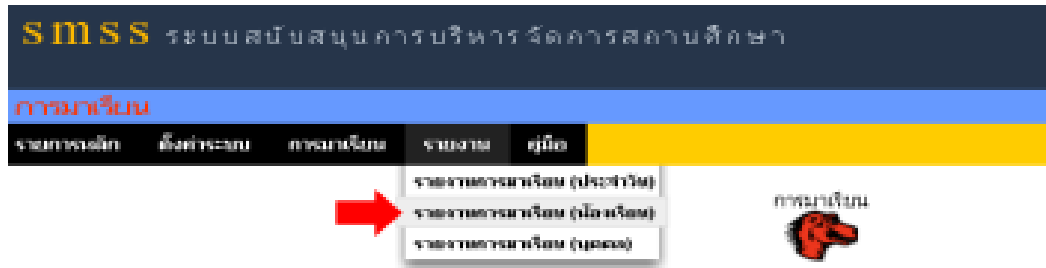 smss ระบบสนับสนุนการบริหารจัดการสถานศึกษา
การมาเรียน
รายการหลัก ตั้งค่าระบบ การมาเรียน รายงาน คู่มือ
รายงานการมาเรียน (ประจำวัน)
รายงานการมาเรียน (ห้องเรียน)
การมาเรียน
รายงานการมาเรียน (บุคคล)